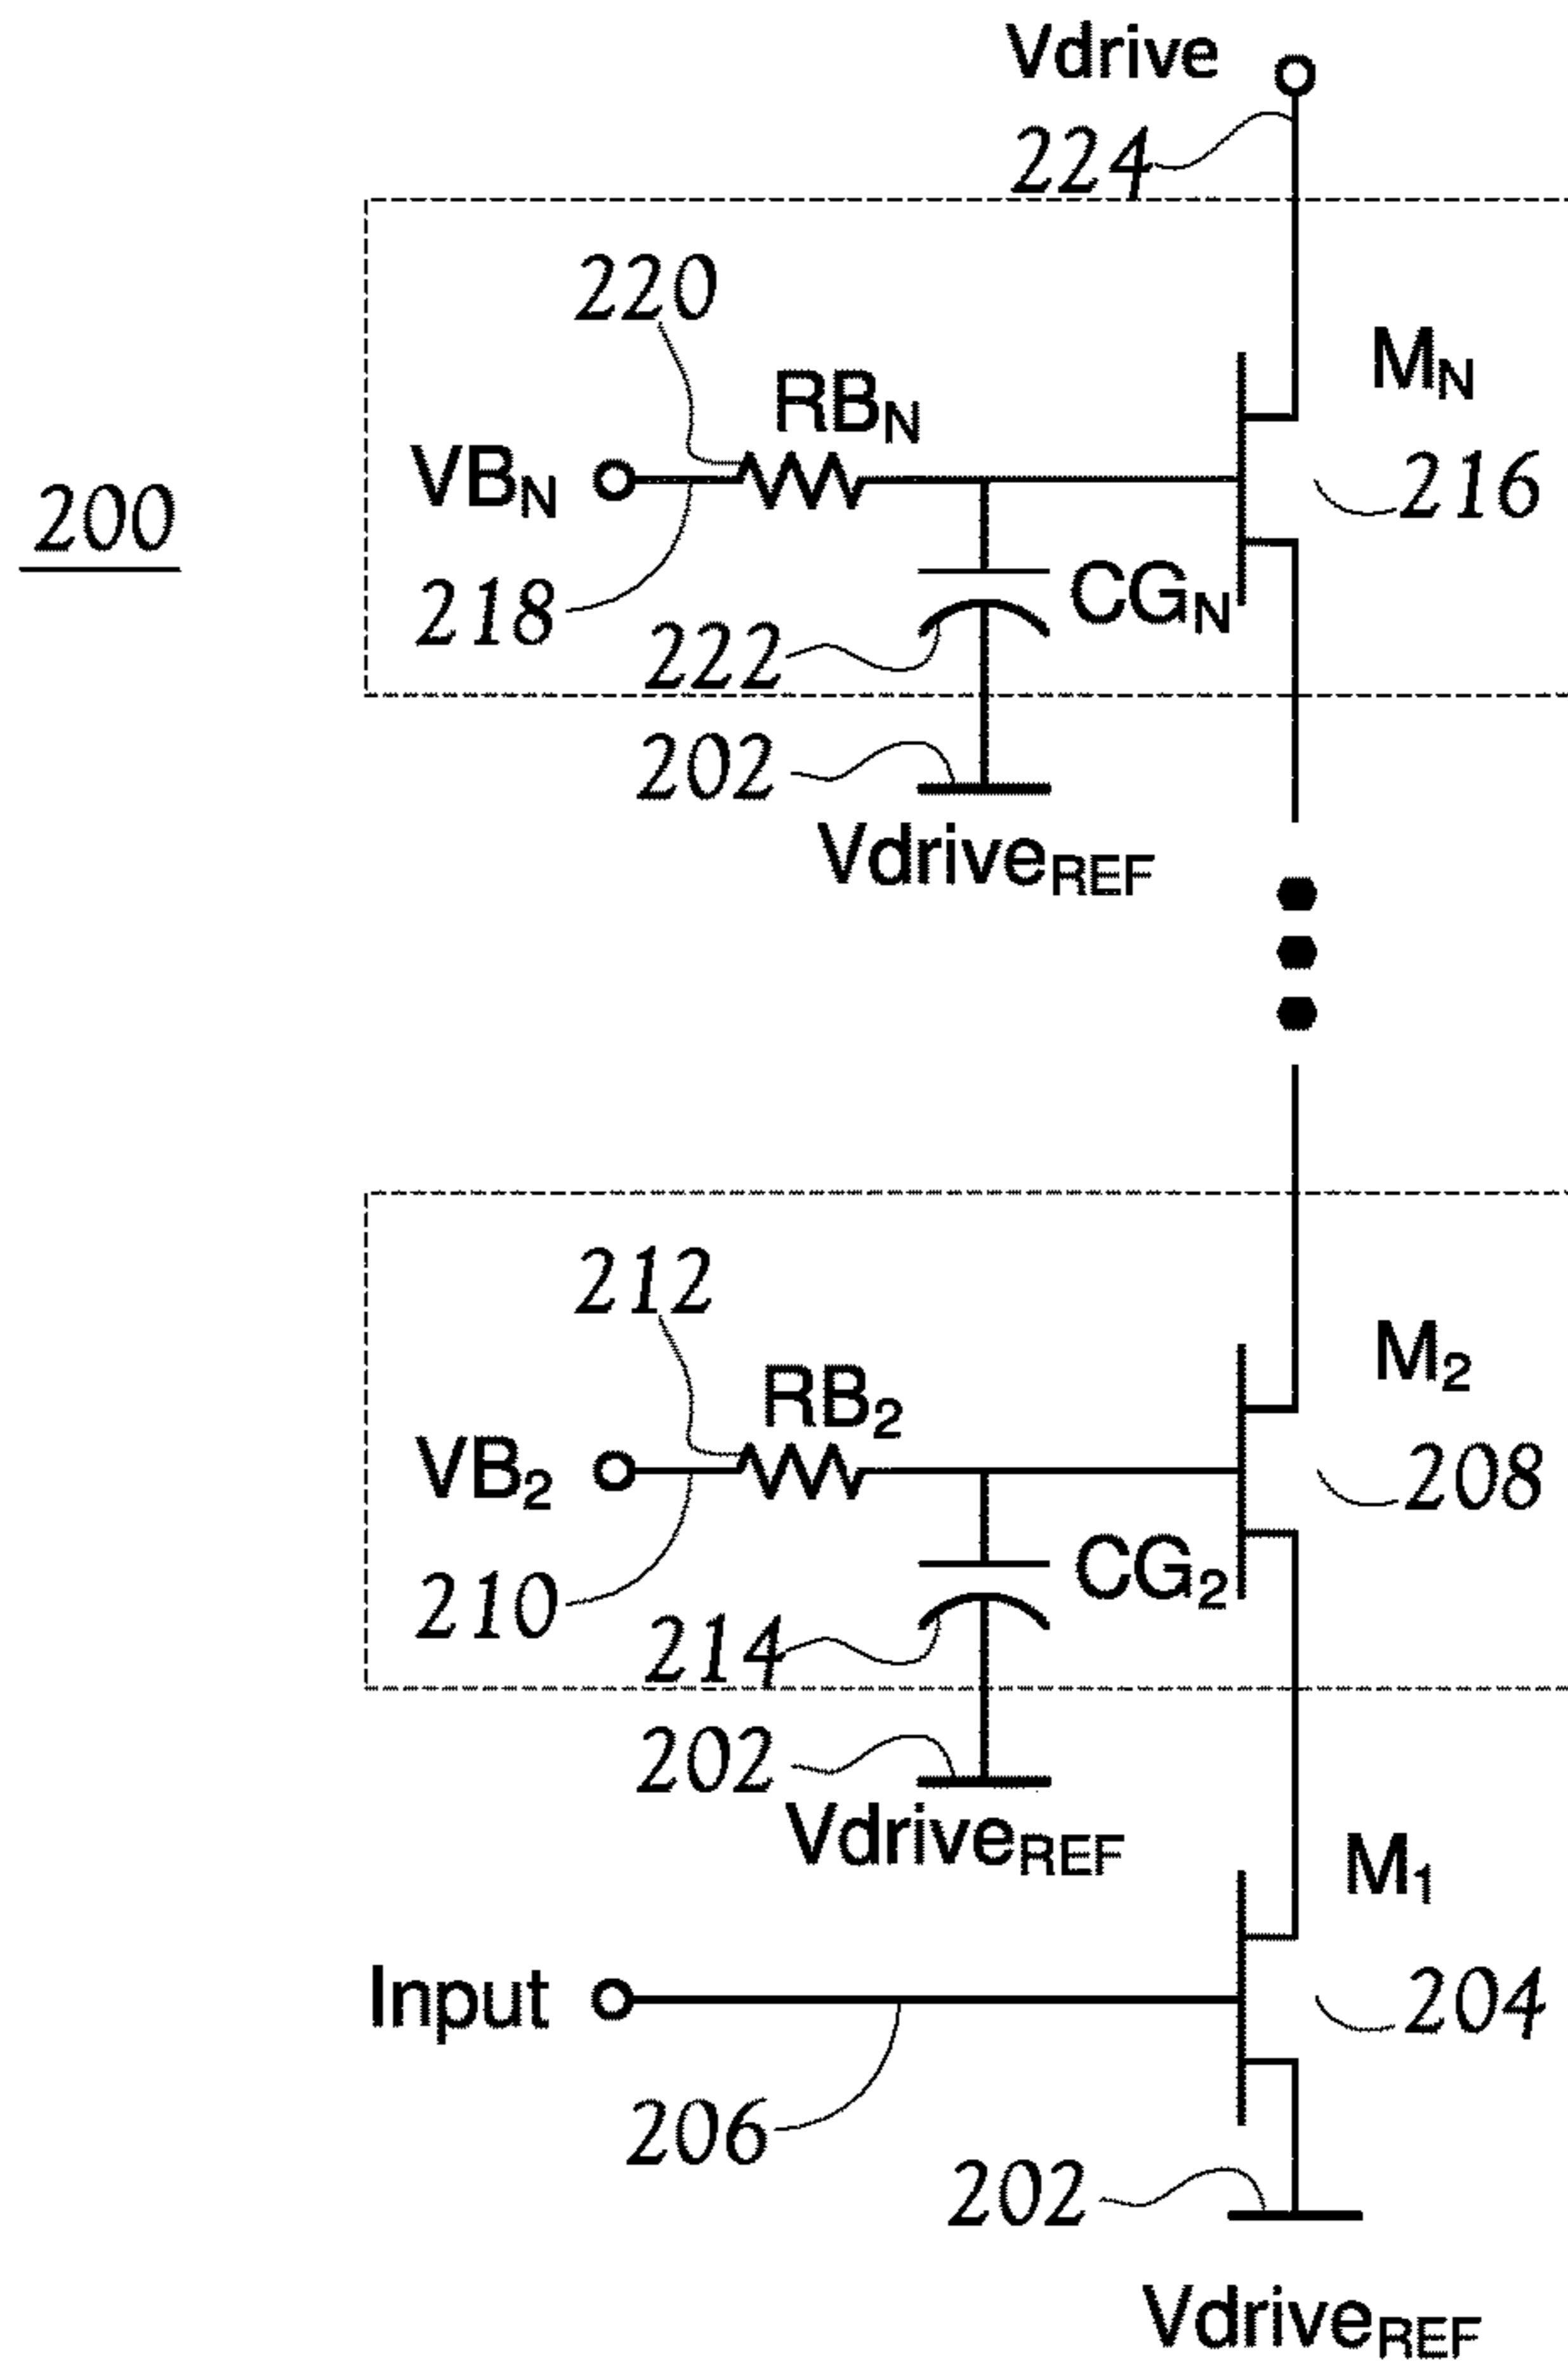 Vdrive
224
220
M_N
RB_N
VB_N
216
200
218
CG_N
222
202
Vdrive_REF
212
M_2
RB_2
VB_2
208
CG_2
210
214
202
Vdrive_REF
M_1
Input
204
206
202
Vdrive_REF